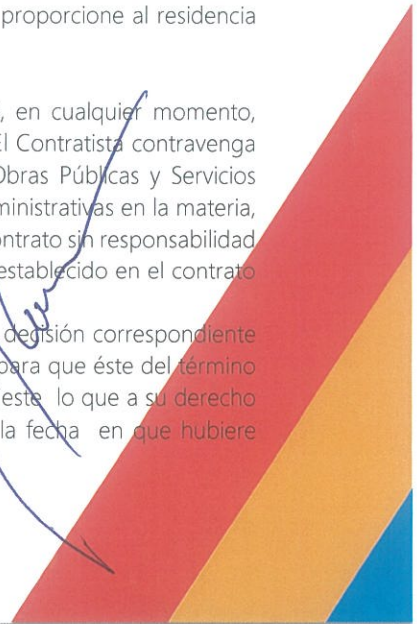 proporcione al residencia
, en cualquier momento,
El Contratista contravenga
Obras Públicas y Servicios
ministrativas en la materia,
ontrato sin responsabilidad
establecido en el contrato
decisión correspondiente
para que éste del término
este lo que a su derecho
la fecha en que hubiere